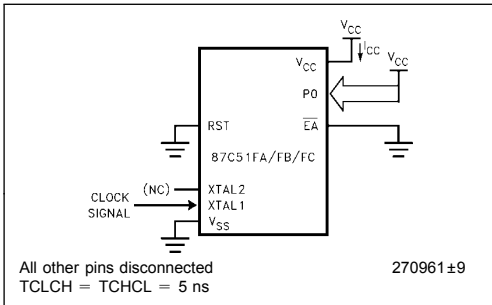 VCC
ICC
VCC
VCC
P0
RST
EA
87C51FA/FB/FC
(NC)
XTAL2
CLOCK
SIGNAL
XTAL1
VSS
All other pins disconnected
270961±9
TCLCH = TCHCL = 5 ns